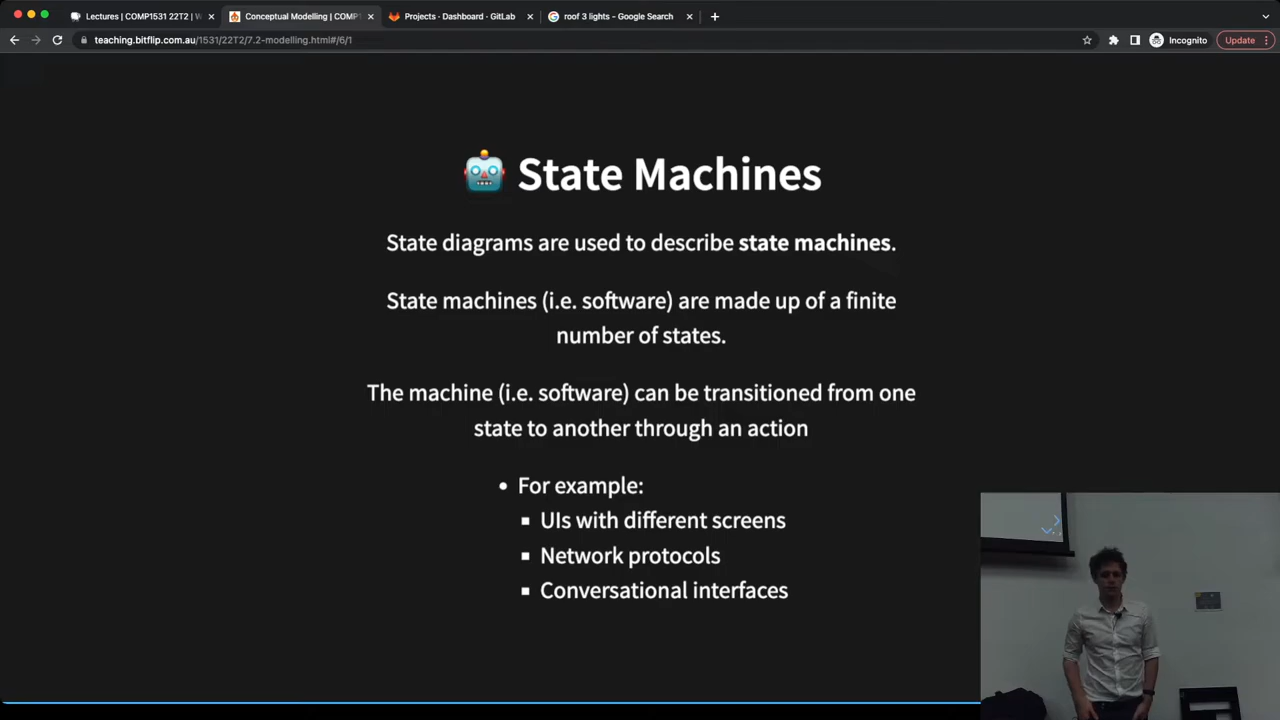 Lectures | COMP1531 22T2 | W
Conceptual Modelling | COMP1
Projects · Dashboard · GitLab
roof 3 lights - Google Search
teaching.bitflip.com.au/1531/22T2/7.2-modelling.html#/6/1
Incognito
Update
🤖 State Machines
State diagrams are used to describe state machines.
State machines (i.e. software) are made up of a finite
number of states.
The machine (i.e. software) can be transitioned from one
state to another through an action
• For example:
▪ UIs with different screens
▪ Network protocols
▪ Conversational interfaces